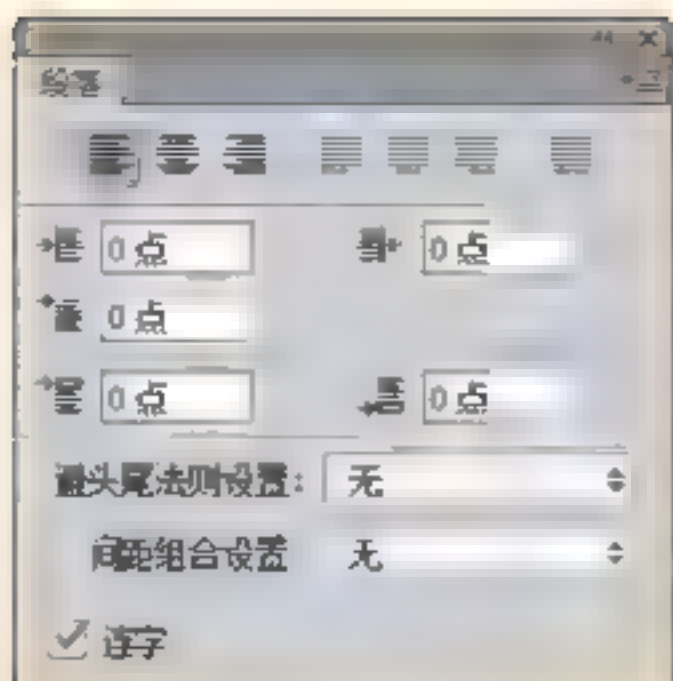 段落
0 点 0 点
0 点
0 点 0 点
避头尾法则设置: 无
间距组合设置 无
连字